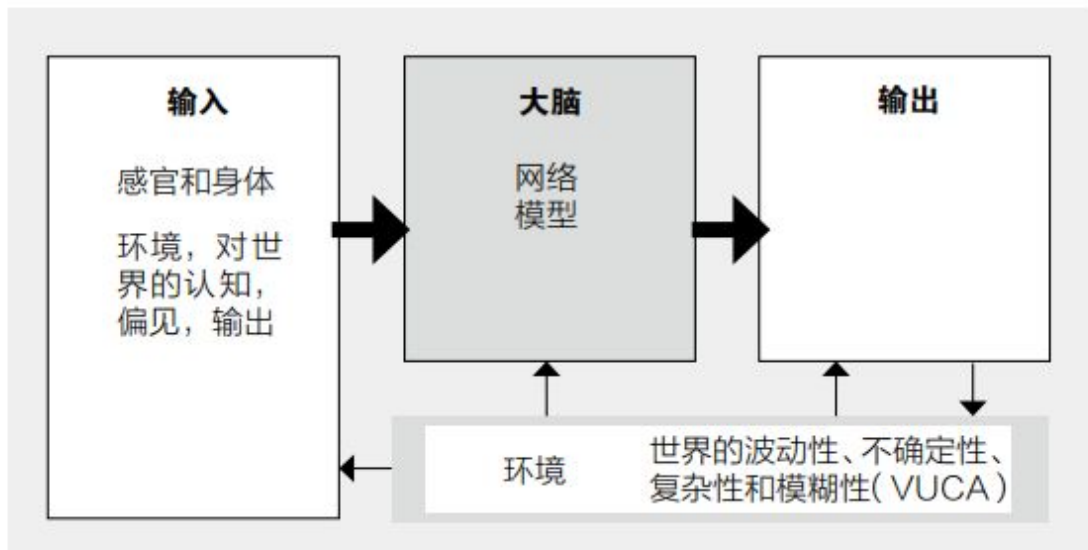 输入
感官和身体
环境，对世
界的认知，
偏见，输出
大脑
网络
模型
输出
环境
世界的波动性、不确定性、
复杂性和模糊性(VUCA)